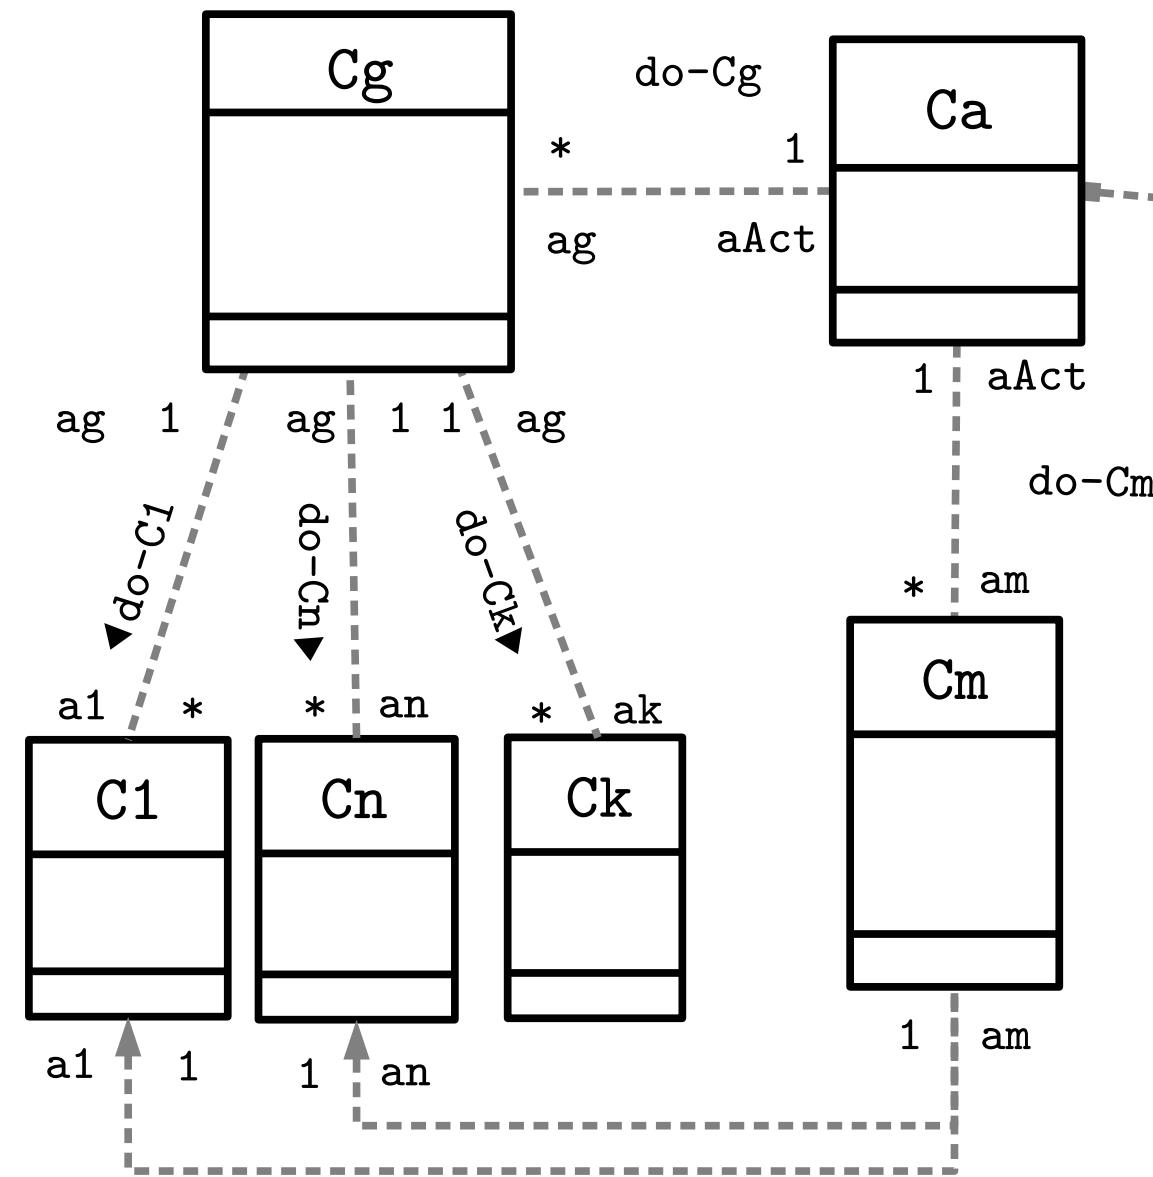 Cg
do-Cg
Ca
* 1
ag aAct
1 aAct
ag 1 ag 1 1 ag
do-Cm
do-C1 do-Cn do-Ck
* am
Cm
a1 * * an * ak
C1 Cn Ck
1 am
a1 1 1 an